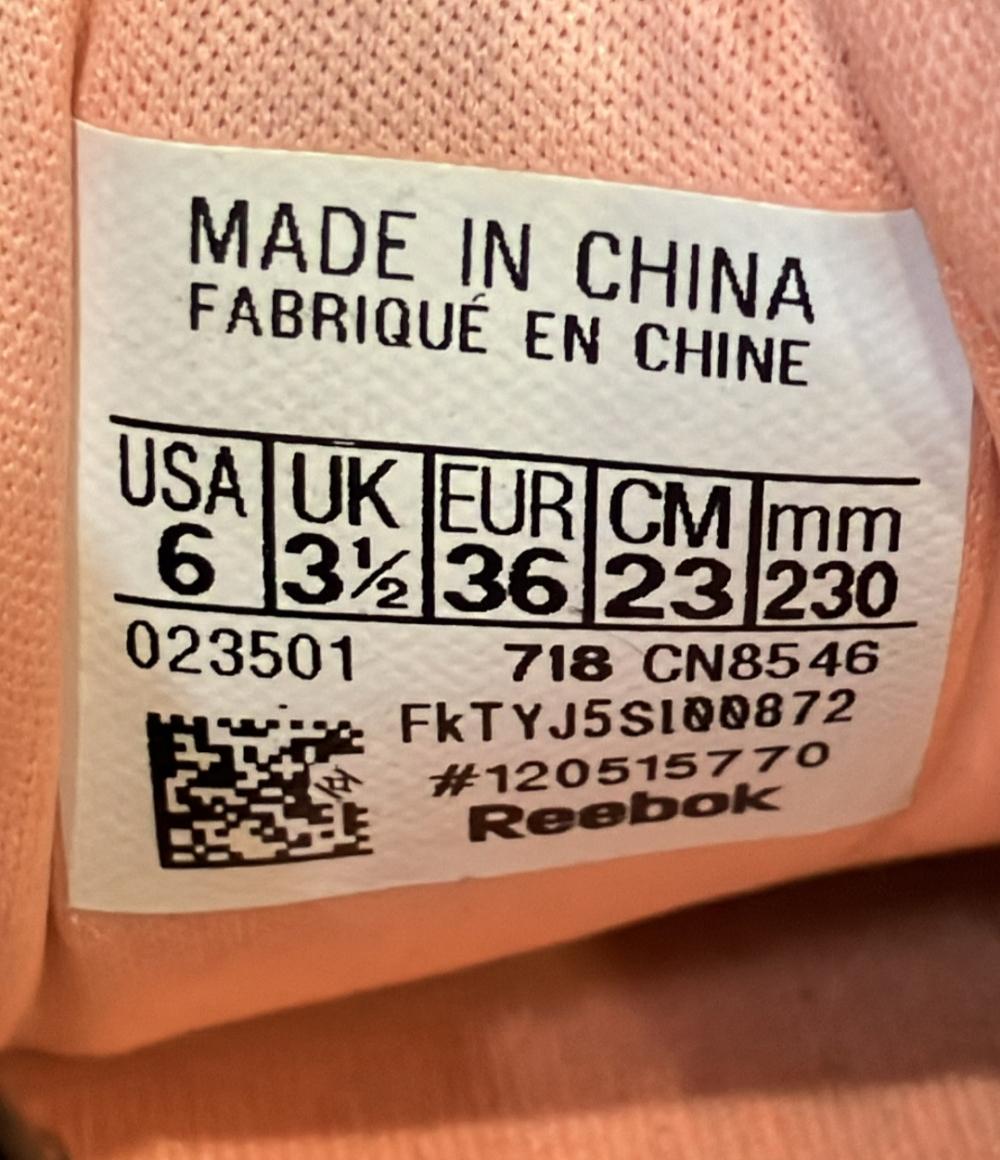 MADE IN CHINA
FABRIQUÉ EN CHINE
USA UK EUR CM mm
6 3½ 36 23 230
023501 718 CN8546
FkTYJ5Sl00872
#120515770
Reebok